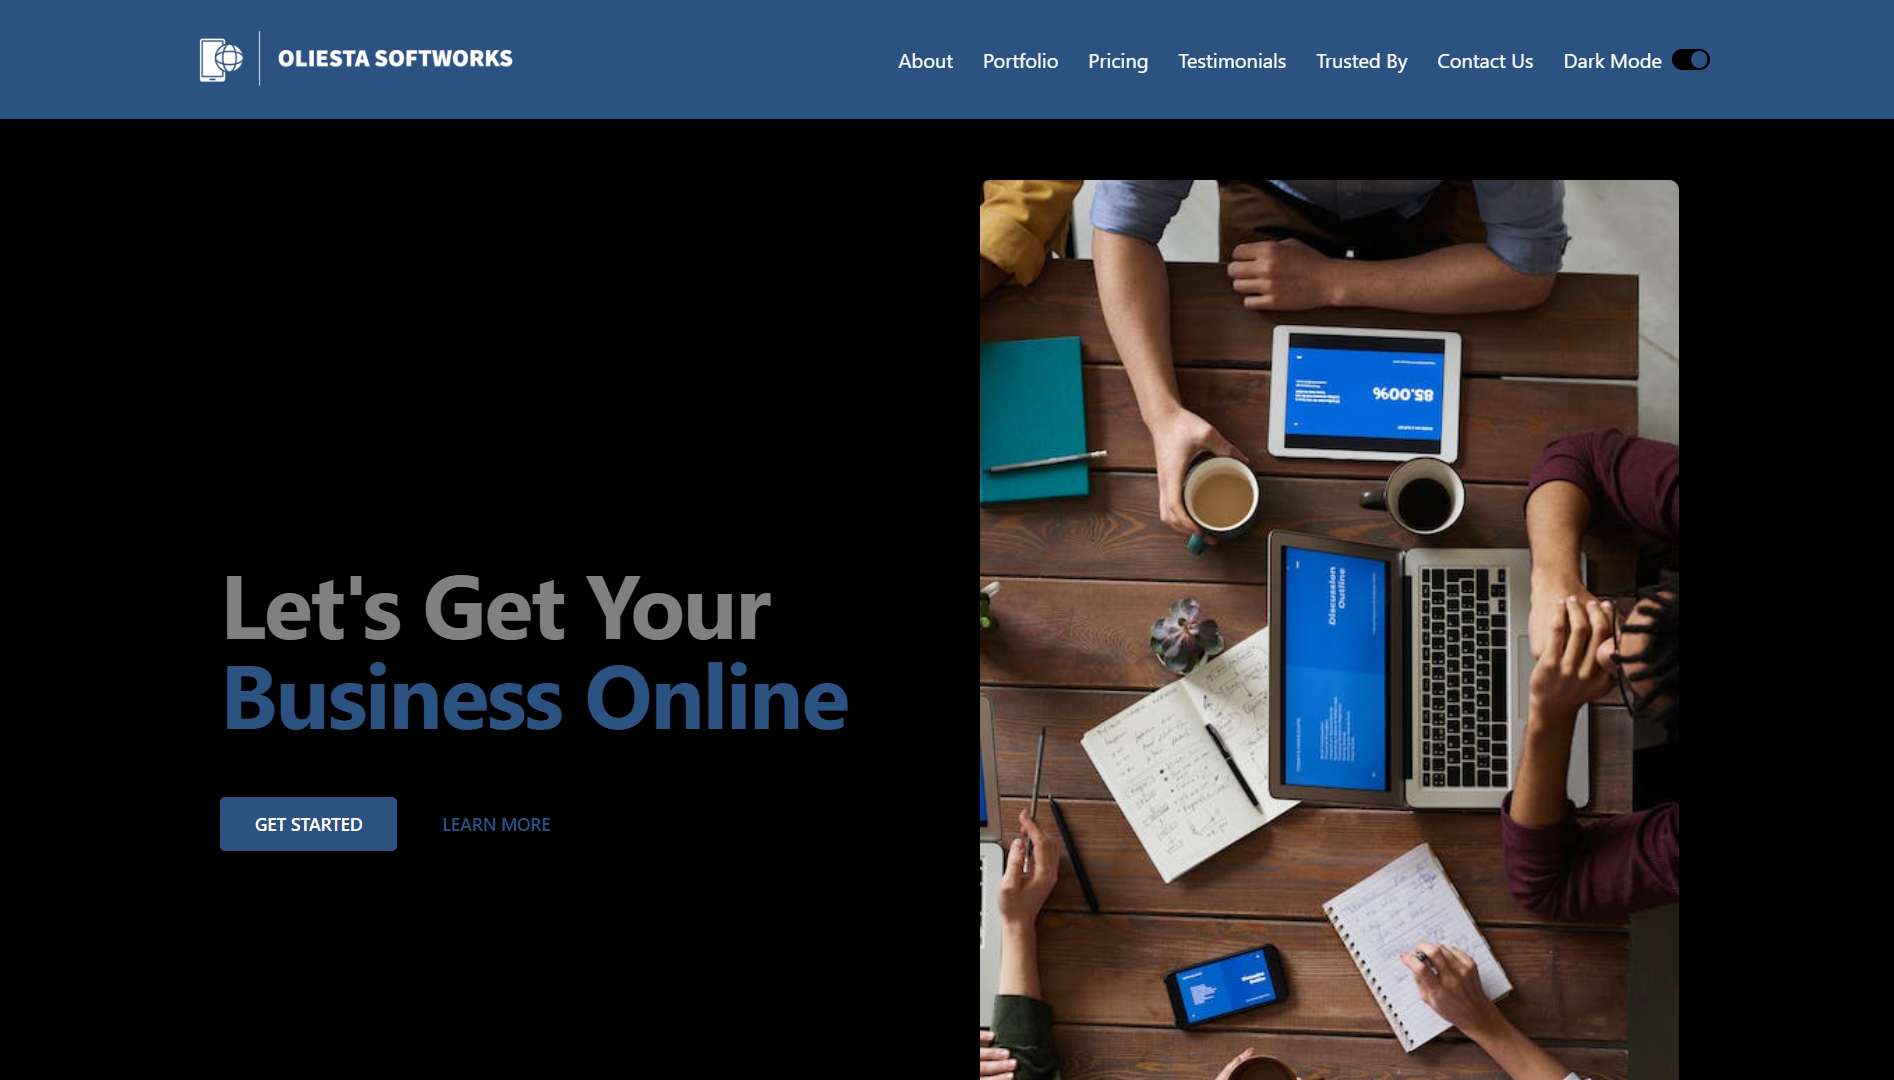 OLIESTA SOFTWORKS
About Portfolio Pricing Testimonials Trusted By Contact Us Dark Mode
Let's Get Your
Business Online
GET STARTED LEARN MORE
85.00%
Discussion
Outline